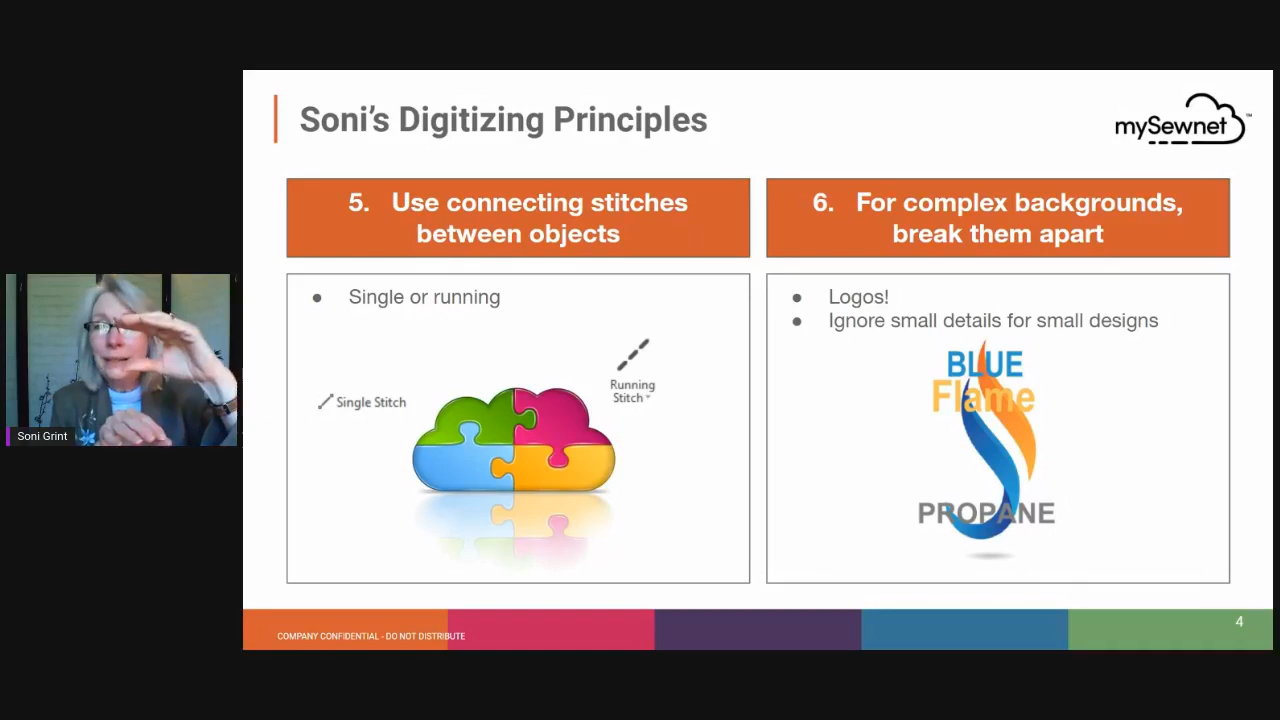 Soni's Digitizing Principles
mySewnet™
5. Use connecting stitches
between objects
6. For complex backgrounds,
break them apart
● Single or running
Single Stitch
Running
Stitch
● Logos!
● Ignore small details for small designs
BLUE
Flame
PROPANE
Soni Grint
COMPANY CONFIDENTIAL - DO NOT DISTRIBUTE
4